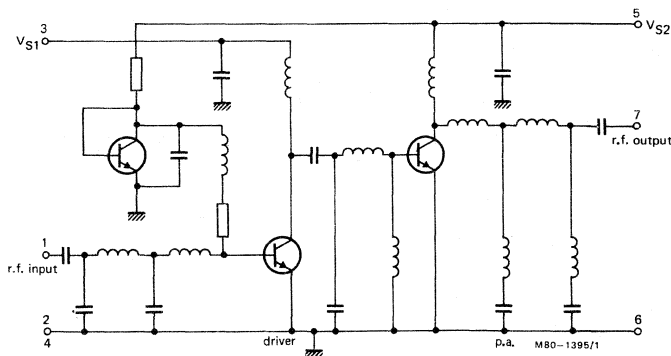 3
V_S1
5
V_S2
7
r.f. output
1
r.f. input
2
4
driver
p.a.
M80-1395/1
6